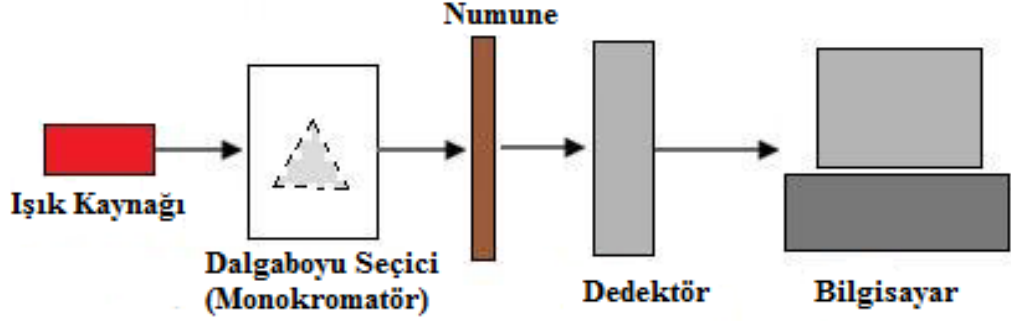 Numune
Işık Kaynağı
Dalgaboyu Seçici
(Monokromatör)
Dedektör
Bilgisayar